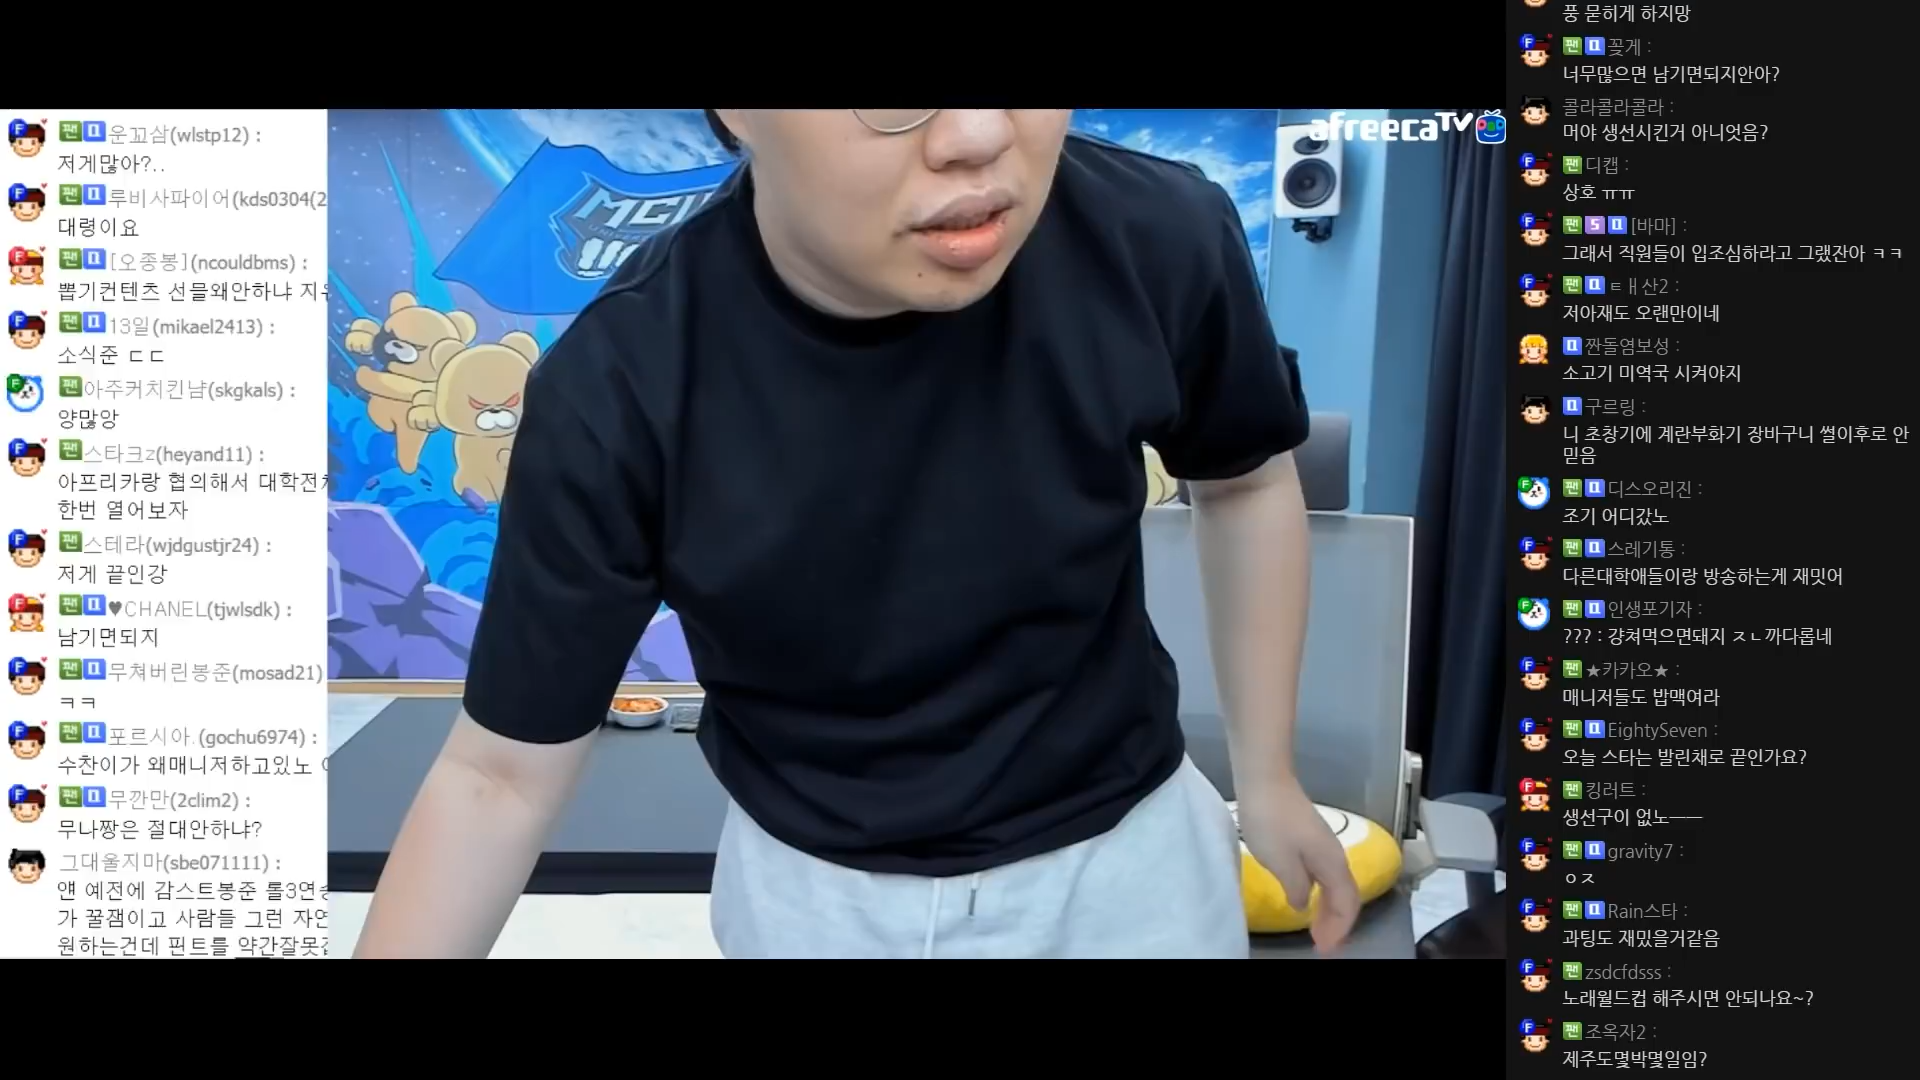 운꼬삼(wlstp12) :
저게많아?..
루비사파이어(kds0304(2
대령이요
[오종봉](ncouldbms) :
뽑기컨텐츠 선물왜안하냐 지
13일(mikael2413) :
소식준 ㄷㄷ
아주커치킨냠(skgkals) :
양많앙
스타크z(heyand11) :
아프리카랑 협의해서 대학전
한번 열어보자
스테라(wjdgustjr24) :
저게 끝인강
♥CHANEL(tjwlsdk) :
남기면되지
무쳐버린봉준(mosad21)
ㅋㅋ
포르시아.(gochu6974) :
수찬이가 왜매니저하고있노
무깐만(2clim2) :
무나짱은 절대안하냐?
그대울지마(sbe071111) :
얜 예전에 감스트봉준 롤3연
가 꿀잼이고 사람들 그런 자연
원하는건데 핀트를 약간잘못
afreecaTV
풍 묻히게 하지망
꽂게 :
너무많으면 남기면되지안아?
콜라콜라콜라 :
머야 생선시킨거 아니엇음?
디캡 :
상호 ㅠㅠ
[바마] :
그래서 직원들이 입조심하라고 그랬잔아 ㅋㅋ
ㅌㅐ산2 :
저아재도 오랜만이네
짠돌염보성 :
소고기 미역국 시켜야지
구르링 :
니 초창기에 계란부화기 장바구니 썰이후로 안
믿음
디스오리진 :
조기 어디갔노
스레기통 :
다른대학애들이랑 방송하는게 재밋어
인생포기자 :
??? : 걍쳐먹으면돼지 ㅈㄴ까다롭네
★카카오★ :
매니저들도 밥맥여라
EightySeven :
오늘 스타는 발린채로 끝인가요?
킹러트 :
생선구이 없노ㅡㅡ
gravity7 :
ㅇㅈ
Rain스타 :
과팅도 재밌을거같음
zsdcfdsss :
노래월드컵 해주시면 안되나요~?
조옥자2 :
제주도몇박몇일임?